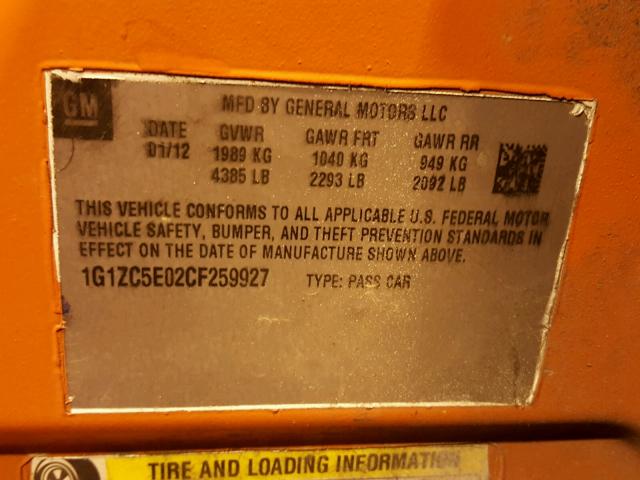 GM
MFD BY GENERAL MOTORS LLC
DATE GVWR GAWR FRT GAWR RR
01/12 1989 KG 1040 KG 949 KG
4385 LB 2293 LB 2092 LB
THIS VEHICLE CONFORMS TO ALL APPLICABLE U.S. FEDERAL MOTOR
VEHICLE SAFETY, BUMPER, AND THEFT PREVENTION STANDARDS IN
EFFECT ON THE DATE OF MANUFACTURE SHOWN ABOVE.
1G1ZC5E02CF259927 TYPE: PASS CAR
TIRE AND LOADING INFORMATION